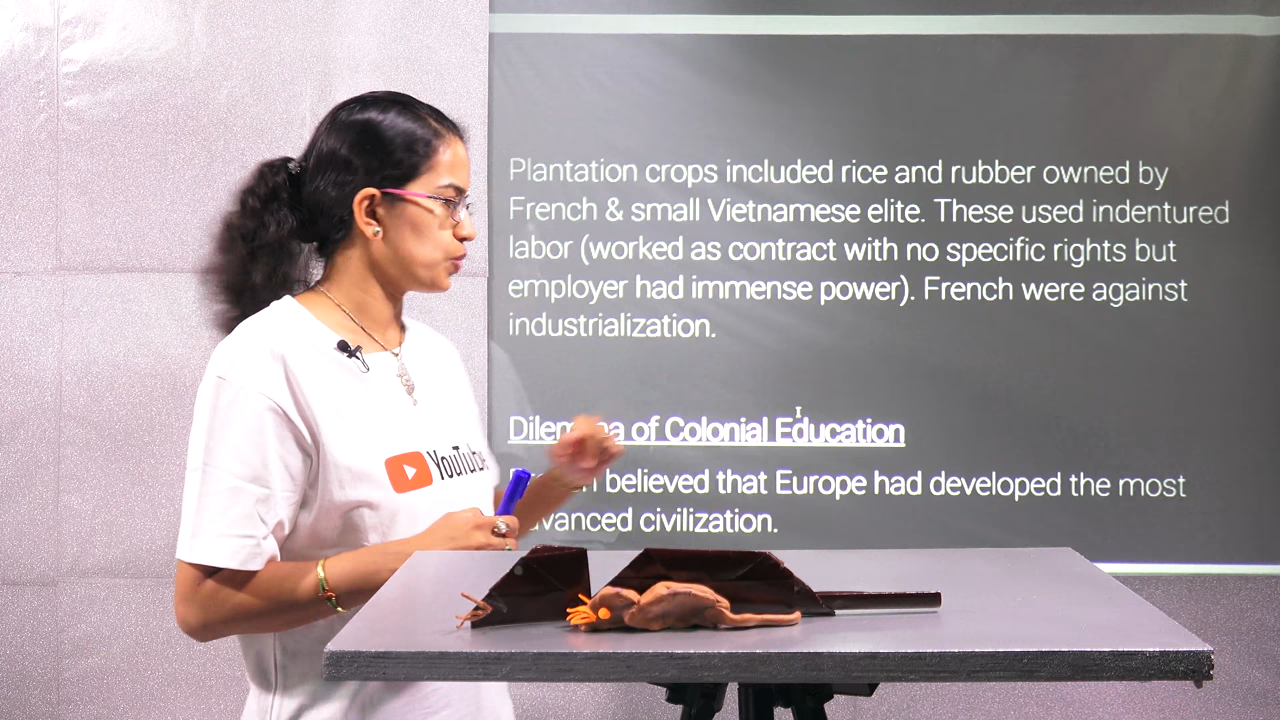 Plantation crops included rice and rubber owned by
French & small Vietnamese elite. These used indentured
labor (worked as contract with no specific rights but
employer had immense power). French were against
industrialization.
of Colonial Education
believed that Europe had developed the most
civilization.
YouTube